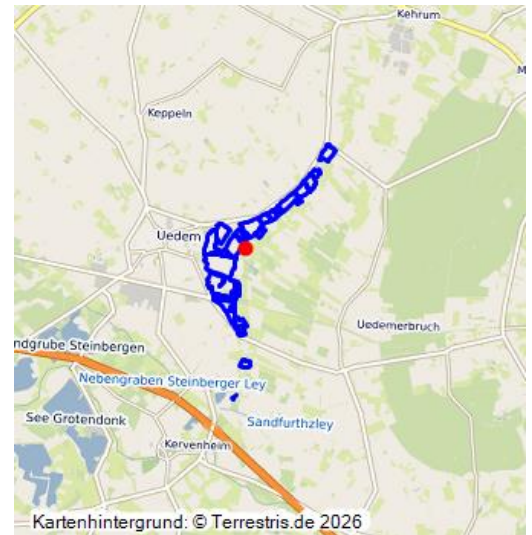 Kehrum
M
Keppeln
Uedem
Uedemerbruch
ndgrube Steinbergen
Nebengraben Steinberger Ley
See Grotendonk
Sandfurthzley
Kervenheim
Kartenhintergrund: © Terrestris.de 2026